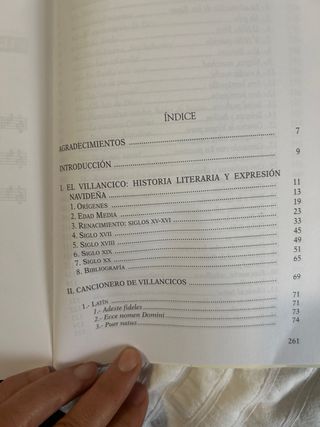 ÍNDICE
AGRADECIMIENTOS 7
INTRODUCCIÓN 9
I. EL VILLANCICO: HISTORIA LITERARIA Y EXPRESIÓN
NAVIDEÑA 11
1. ORÍGENES 13
2. EDAD MEDIA 19
3. RENACIMIENTO: SIGLOS XV-XVI 23
4. SIGLO XVII 33
5. SIGLO XVIII 45
6. SIGLO XIX 49
7. SIGLO XX 51
8. BIBLIOGRAFÍA 65
II. CANCIONERO DE VILLANCICOS 69
1.- LATÍN 71
1.- Adeste fideles 71
2.- Ecce nomen Domini 73
3.- Puer natus 74
261